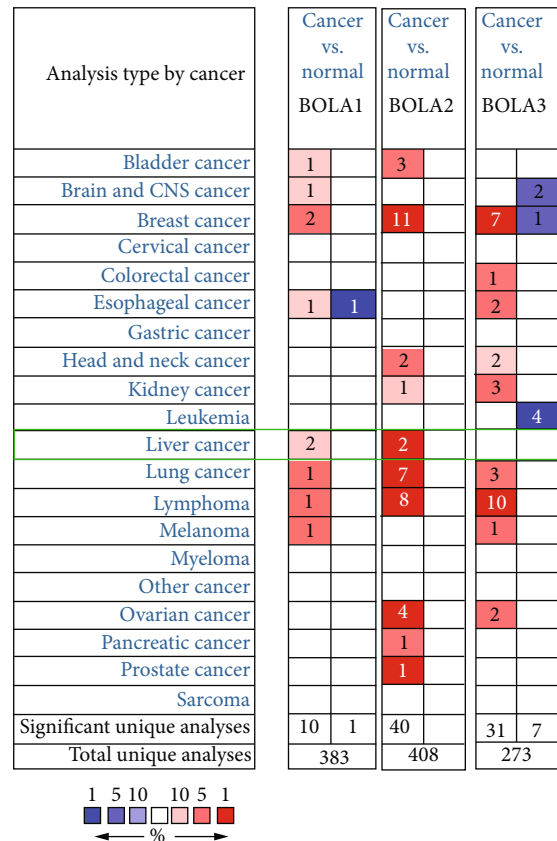 Analysis type by cancer
Cancer vs. normal BOLA1
Cancer vs. normal BOLA2
Cancer vs. normal BOLA3
Bladder cancer 1 3
Brain and CNS cancer 1 2
Breast cancer 2 11 7 1
Cervical cancer
Colorectal cancer 1
Esophageal cancer 1 1 2
Gastric cancer
Head and neck cancer 2 2
Kidney cancer 1 3
Leukemia 4
Liver cancer 2 2
Lung cancer 1 7 3
Lymphoma 1 8 10
Melanoma 1 1
Myeloma
Other cancer
Ovarian cancer 4 2
Pancreatic cancer 1
Prostate cancer 1
Sarcoma
Significant unique analyses 10 1 40 31 7
Total unique analyses 383 408 273
1 5 10 10 5 1
%